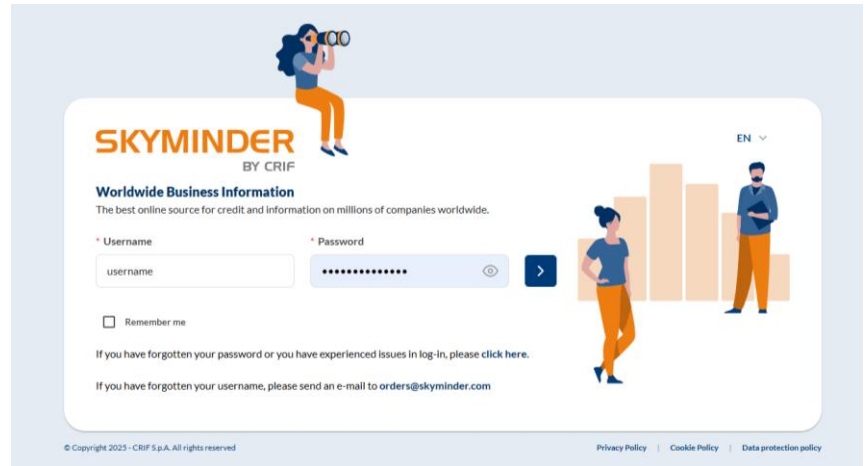 SKYMINDER
BY CRIF
EN
Worldwide Business Information
The best online source for credit and information on millions of companies worldwide.
* Username
* Password
username
Remember me
If you have forgotten your password or you have experienced issues in log-in, please click here.
If you have forgotten your username, please send an e-mail to orders@skyminder.com
© Copyright 2025 - CRIF S.p.A. All rights reserved
Privacy Policy | Cookie Policy | Data protection policy